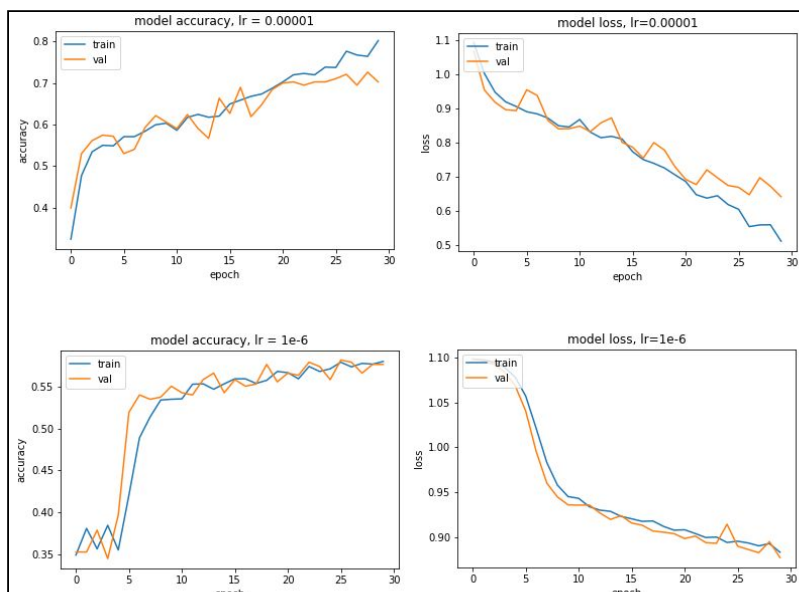 model accuracy, lr = 0.00001
train
val
0.8
0.7
0.6
0.5
0.4
accuracy
0 5 10 15 20 25 30
epoch
model loss, lr=0.00001
train
val
1.1
1.0
0.9
0.8
0.7
0.6
0.5
loss
0 5 10 15 20 25 30
epoch
model accuracy, lr = 1e-6
train
val
0.55
0.50
0.45
0.40
0.35
accuracy
0 5 10 15 20 25 30
epoch
model loss, lr=1e-6
train
val
1.10
1.05
1.00
0.95
0.90
loss
0 5 10 15 20 25 30
epoch